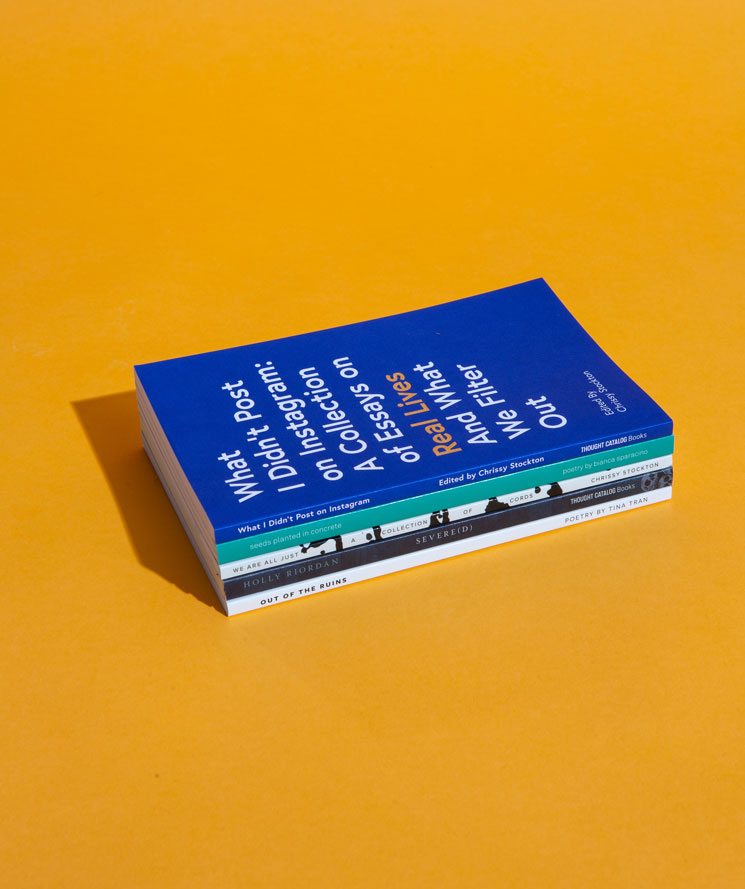 What
I Didn't Post
on Instagram:
A Collection
of Essays on
Real Lives
And What
We Filter
Out
Edited By
Chrissy Stockton
What I Didn't Post on Instagram Edited by Chrissy Stockton THOUGHT CATALOG Books
seeds planted in concrete poetry by bianca sparacino
WE ARE ALL JUST A COLLECTION OF CORDS CHRISSY STOCKTON
HOLLY RIORDAN SEVERE(D) THOUGHT CATALOG Books
OUT OF THE RUINS POETRY BY TINA TRAN